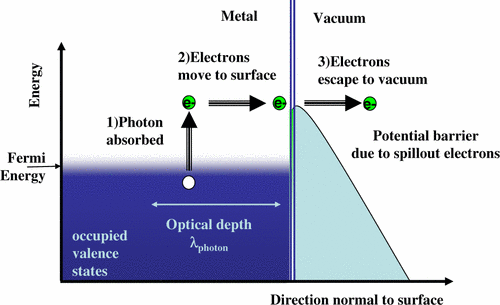 Metal Vacuum
2)Electrons
move to surface
3)Electrons
escape to vacuum
Energy
e- e- e-
1)Photon
absorbed
Potential barrier
due to spillout electrons
Fermi
Energy
Optical depth
λphoton
occupied
valence
states
Direction normal to surface